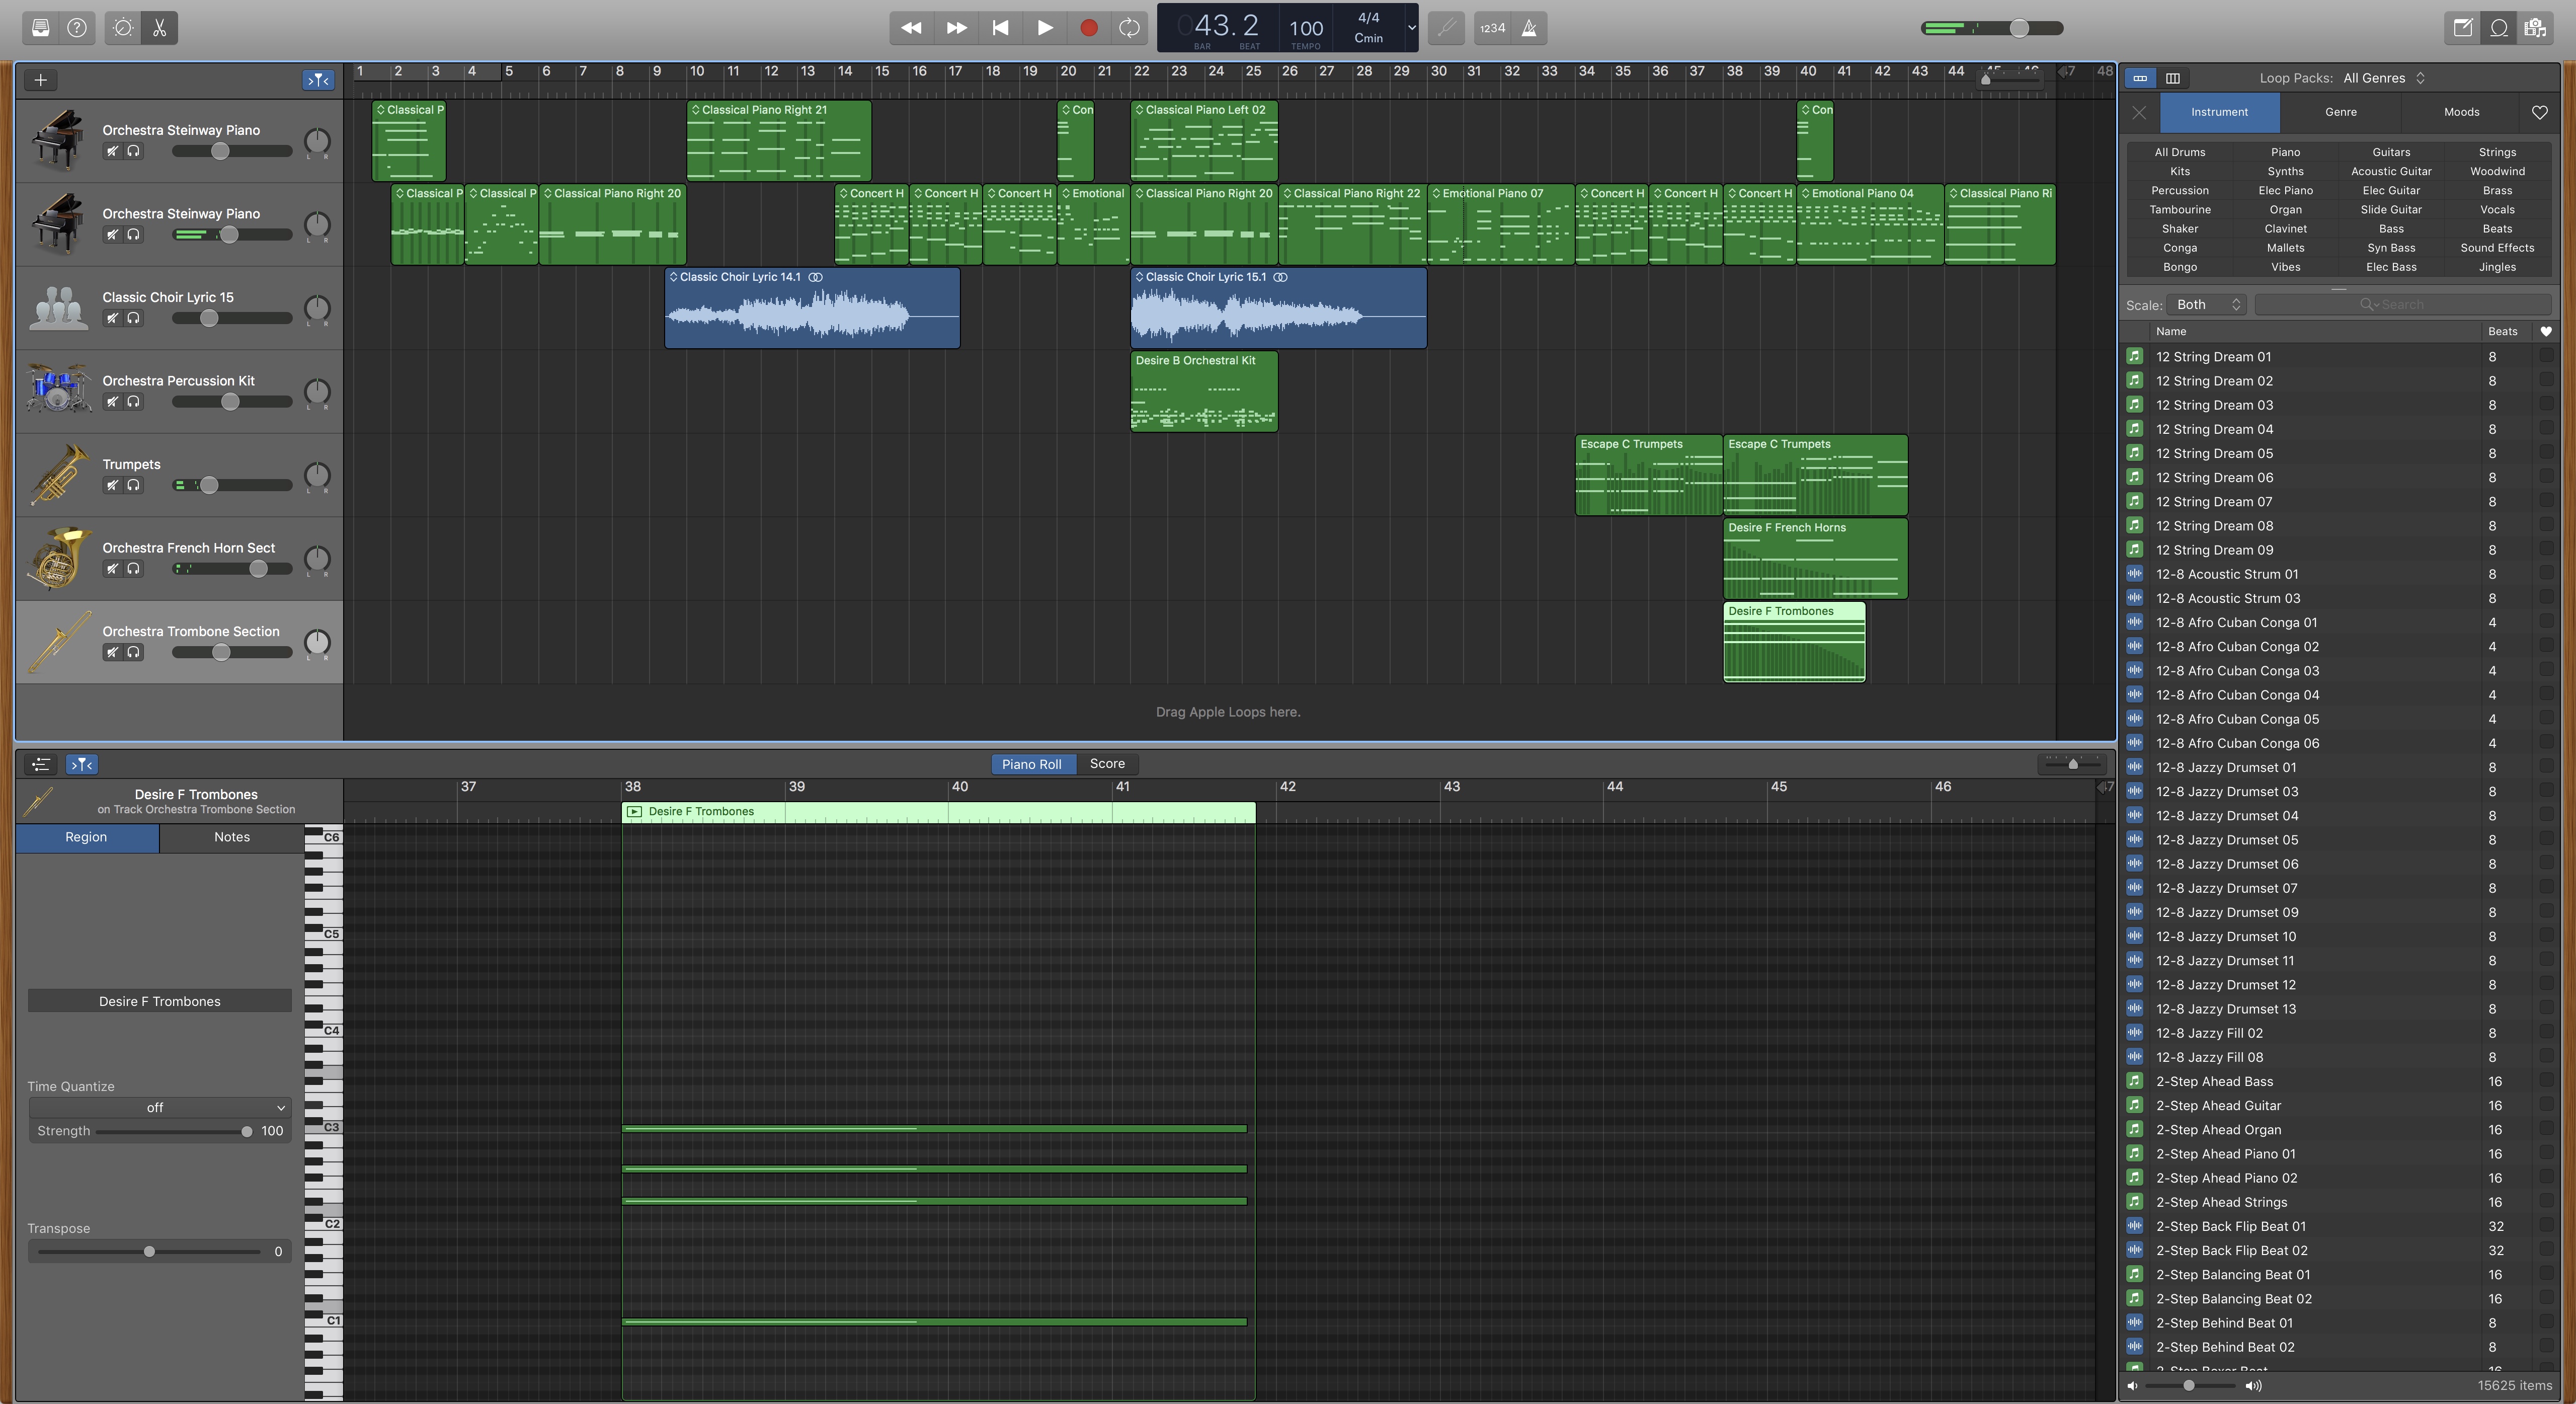 043.2
BAR BEAT
100
TEMPO
4/4
Cmin
1234
1 2 3 4 5 6 7 8 9 10 11 12 13 14 15 16 17 18 19 20 21 22 23 24 25 26 27 28 29 30 31 32 33 34 35 36 37 38 39 40 41 42 43 44 45 46 47 48
Orchestra Steinway Piano
L R
Classical P
Classical Piano Right 21
Con
Classical Piano Left 02
Con
Orchestra Steinway Piano
L R
Classical P
Classical P
Classical Piano Right 20
Concert H
Concert H
Concert H
Emotional
Classical Piano Right 20
Classical Piano Right 22
Emotional Piano 07
Concert H
Concert H
Concert H
Emotional Piano 04
Classical Piano Ri
Classic Choir Lyric 15
L R
Classic Choir Lyric 14.1
Classic Choir Lyric 15.1
Orchestra Percussion Kit
L R
Desire B Orchestral Kit
Trumpets
L R
Escape C Trumpets
Escape C Trumpets
Orchestra French Horn Sect
L R
Desire F French Horns
Orchestra Trombone Section
L R
Desire F Trombones
Drag Apple Loops here.
Piano Roll
Score
Desire F Trombones
on Track Orchestra Trombone Section
37 38 39 40 41 42 43 44 45 46 47
Desire F Trombones
Region
Notes
C6
C5
C4
C3
C2
C1
Desire F Trombones
Time Quantize
off
Strength
100
Transpose
0
Loop Packs: All Genres
Instrument
Genre
Moods
All Drums Piano Guitars Strings
Kits Synths Acoustic Guitar Woodwind
Percussion Elec Piano Elec Guitar Brass
Tambourine Organ Slide Guitar Vocals
Shaker Clavinet Bass Beats
Conga Mallets Syn Bass Sound Effects
Bongo Vibes Elec Bass Jingles
Scale: Both
Search
Name Beats
12 String Dream 01 8
12 String Dream 02 8
12 String Dream 03 8
12 String Dream 04 8
12 String Dream 05 8
12 String Dream 06 8
12 String Dream 07 8
12 String Dream 08 8
12 String Dream 09 8
12-8 Acoustic Strum 01 8
12-8 Acoustic Strum 03 8
12-8 Afro Cuban Conga 01 4
12-8 Afro Cuban Conga 02 4
12-8 Afro Cuban Conga 03 4
12-8 Afro Cuban Conga 04 4
12-8 Afro Cuban Conga 05 4
12-8 Afro Cuban Conga 06 4
12-8 Jazzy Drumset 01 8
12-8 Jazzy Drumset 03 8
12-8 Jazzy Drumset 04 8
12-8 Jazzy Drumset 05 8
12-8 Jazzy Drumset 06 8
12-8 Jazzy Drumset 07 8
12-8 Jazzy Drumset 09 8
12-8 Jazzy Drumset 10 8
12-8 Jazzy Drumset 11 8
12-8 Jazzy Drumset 12 8
12-8 Jazzy Drumset 13 8
12-8 Jazzy Fill 02 8
12-8 Jazzy Fill 08 8
2-Step Ahead Bass 16
2-Step Ahead Guitar 16
2-Step Ahead Organ 16
2-Step Ahead Piano 01 16
2-Step Ahead Piano 02 16
2-Step Ahead Strings 16
2-Step Back Flip Beat 01 32
2-Step Back Flip Beat 02 32
2-Step Balancing Beat 01 16
2-Step Balancing Beat 02 16
2-Step Behind Beat 01 8
2-Step Behind Beat 02 8
2-Step Boxer Beat 16
15625 items